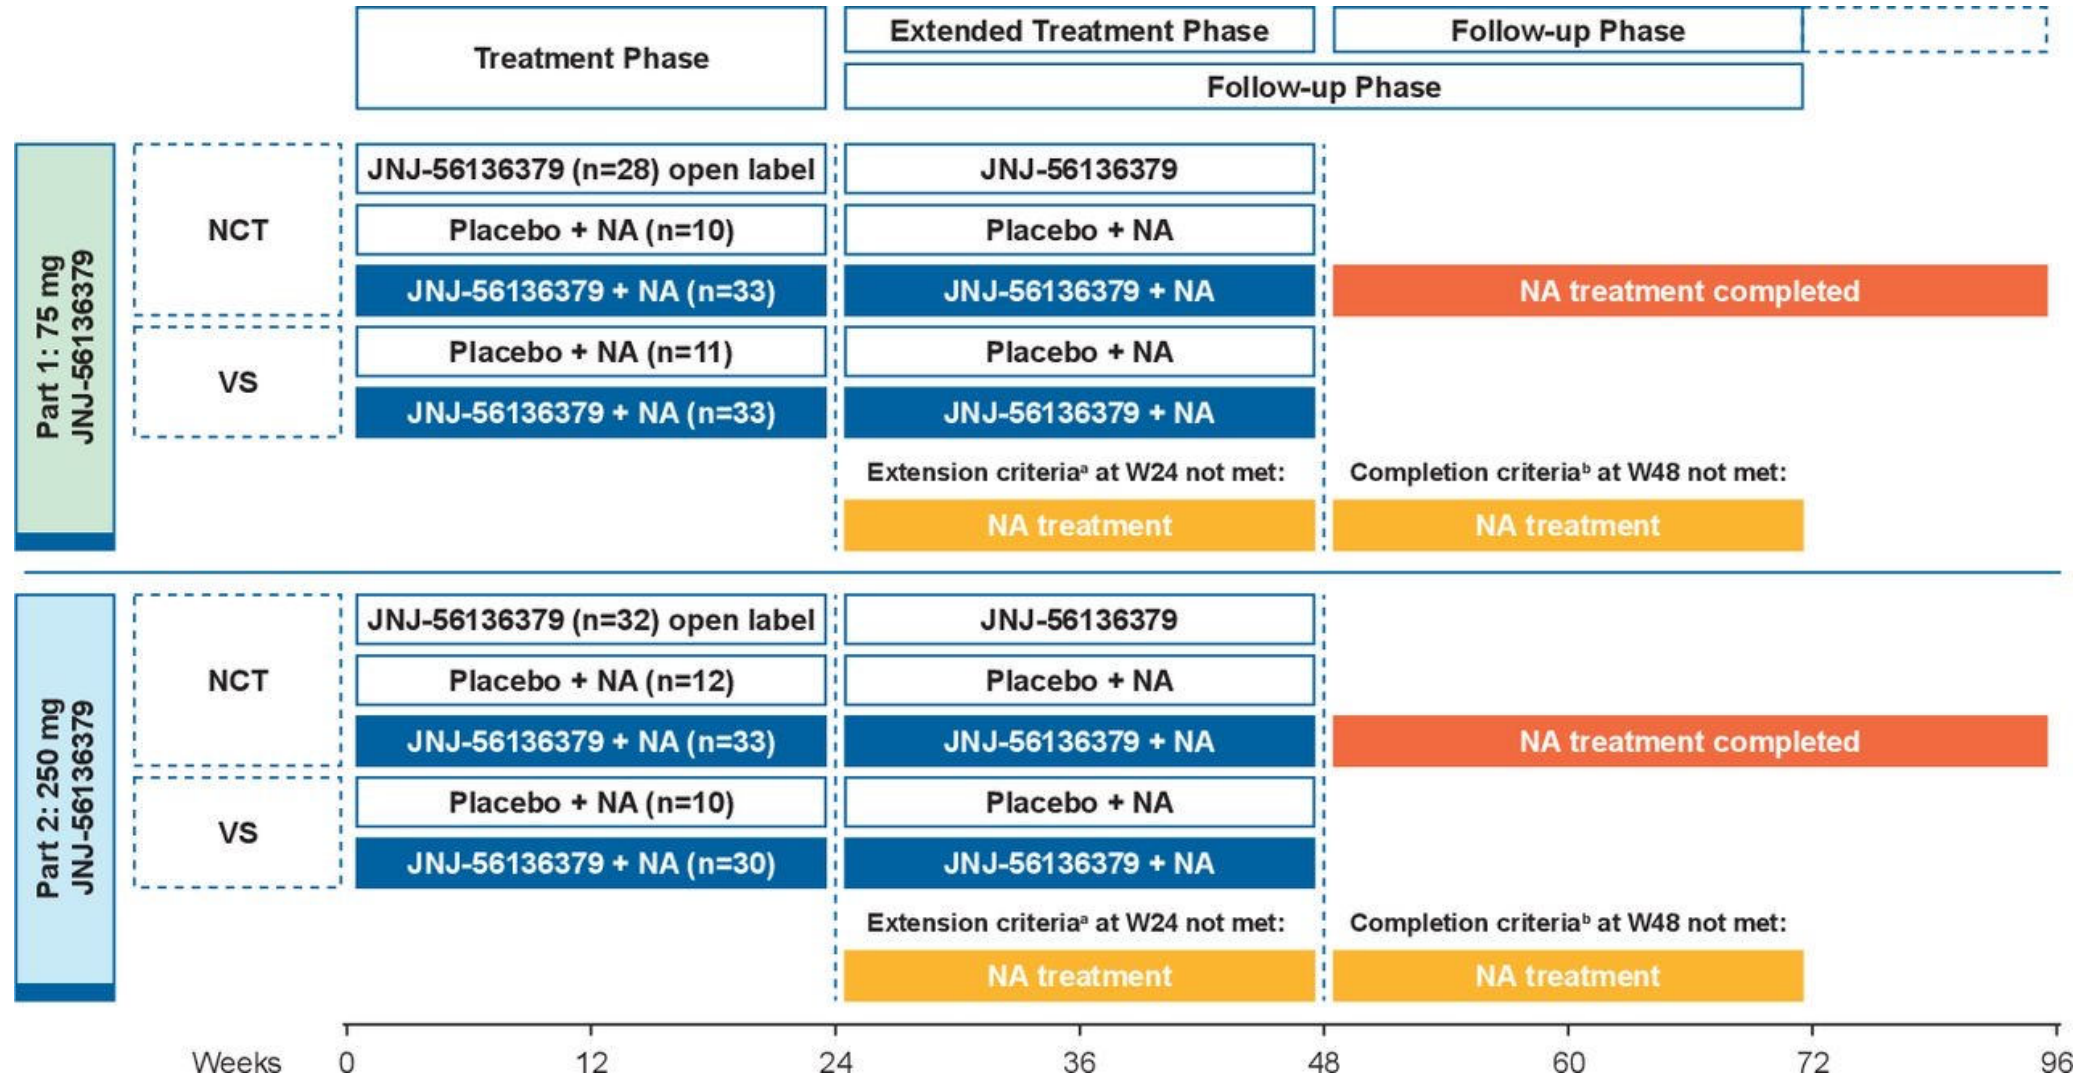 Treatment Phase
Extended Treatment Phase
Follow-up Phase
Follow-up Phase
Part 1: 75 mg
JNJ-56136379
NCT
JNJ-56136379 (n=28) open label
JNJ-56136379
Placebo + NA (n=10)
Placebo + NA
JNJ-56136379 + NA (n=33)
JNJ-56136379 + NA
NA treatment completed
VS
Placebo + NA (n=11)
Placebo + NA
JNJ-56136379 + NA (n=33)
JNJ-56136379 + NA
Extension criteriaᵃ at W24 not met:
Completion criteriaᵇ at W48 not met:
NA treatment
NA treatment
Part 2: 250 mg
JNJ-56136379
NCT
JNJ-56136379 (n=32) open label
JNJ-56136379
Placebo + NA (n=12)
Placebo + NA
JNJ-56136379 + NA (n=33)
JNJ-56136379 + NA
NA treatment completed
VS
Placebo + NA (n=10)
Placebo + NA
JNJ-56136379 + NA (n=30)
JNJ-56136379 + NA
Extension criteriaᵃ at W24 not met:
Completion criteriaᵇ at W48 not met:
NA treatment
NA treatment
Weeks 0 12 24 36 48 60 72 96